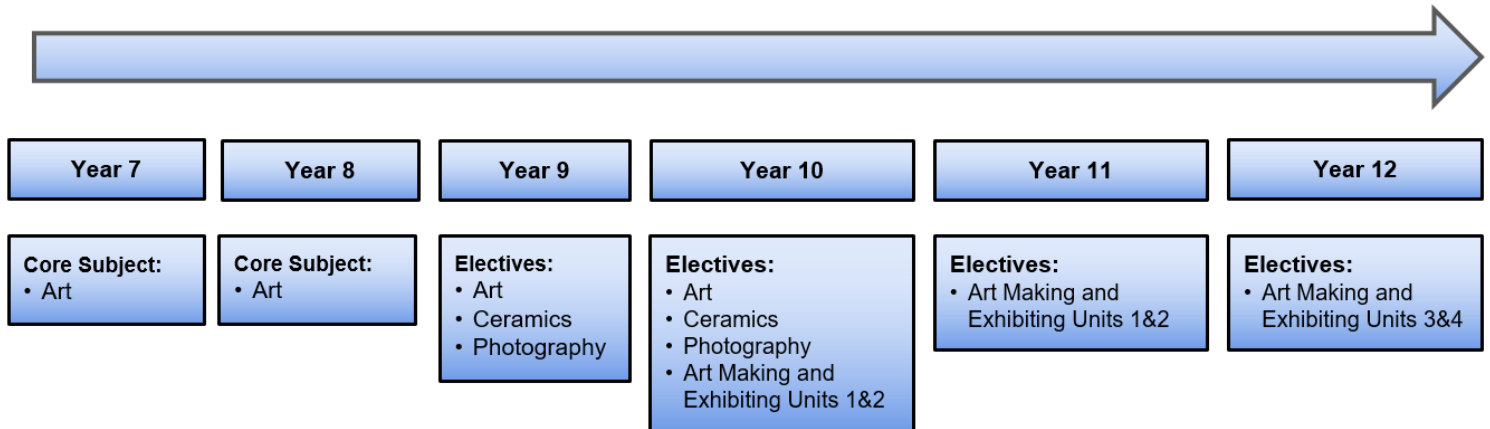 Year 7
Year 8
Year 9
Year 10
Year 11
Year 12
Core Subject:
• Art
Core Subject:
• Art
Electives:
• Art
• Ceramics
• Photography
Electives:
• Art
• Ceramics
• Photography
• Art Making and
Exhibiting Units 1&2
Electives:
• Art Making and
Exhibiting Units 1&2
Electives:
• Art Making and
Exhibiting Units 3&4